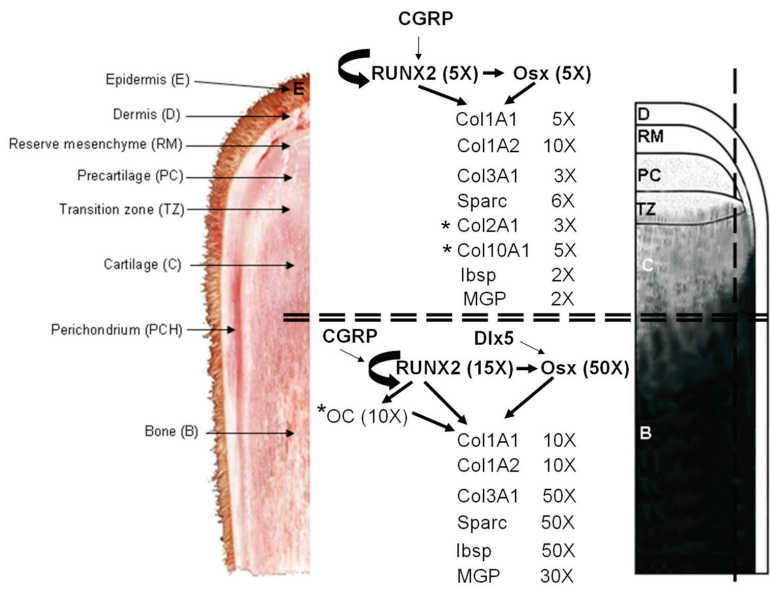 CGRP
RUNX2 (5X) Osx (5X)
Col1A1 5X
Col1A2 10X
Col3A1 3X
Sparc 6X
* Col2A1 3X
* Col10A1 5X
Ibsp 2X
MGP 2X
Epidermis (E)
Dermis (D)
Reserve mesenchyme (RM)
Precartilage (PC)
Transition zone (TZ)
Cartilage (C)
Perichondrium (PCH)
Bone (B)
E
D
RM
PC
TZ
C
B
CGRP Dlx5
RUNX2 (15X) Osx (50X)
*OC (10X)
Col1A1 10X
Col1A2 10X
Col3A1 50X
Sparc 50X
Ibsp 50X
MGP 30X